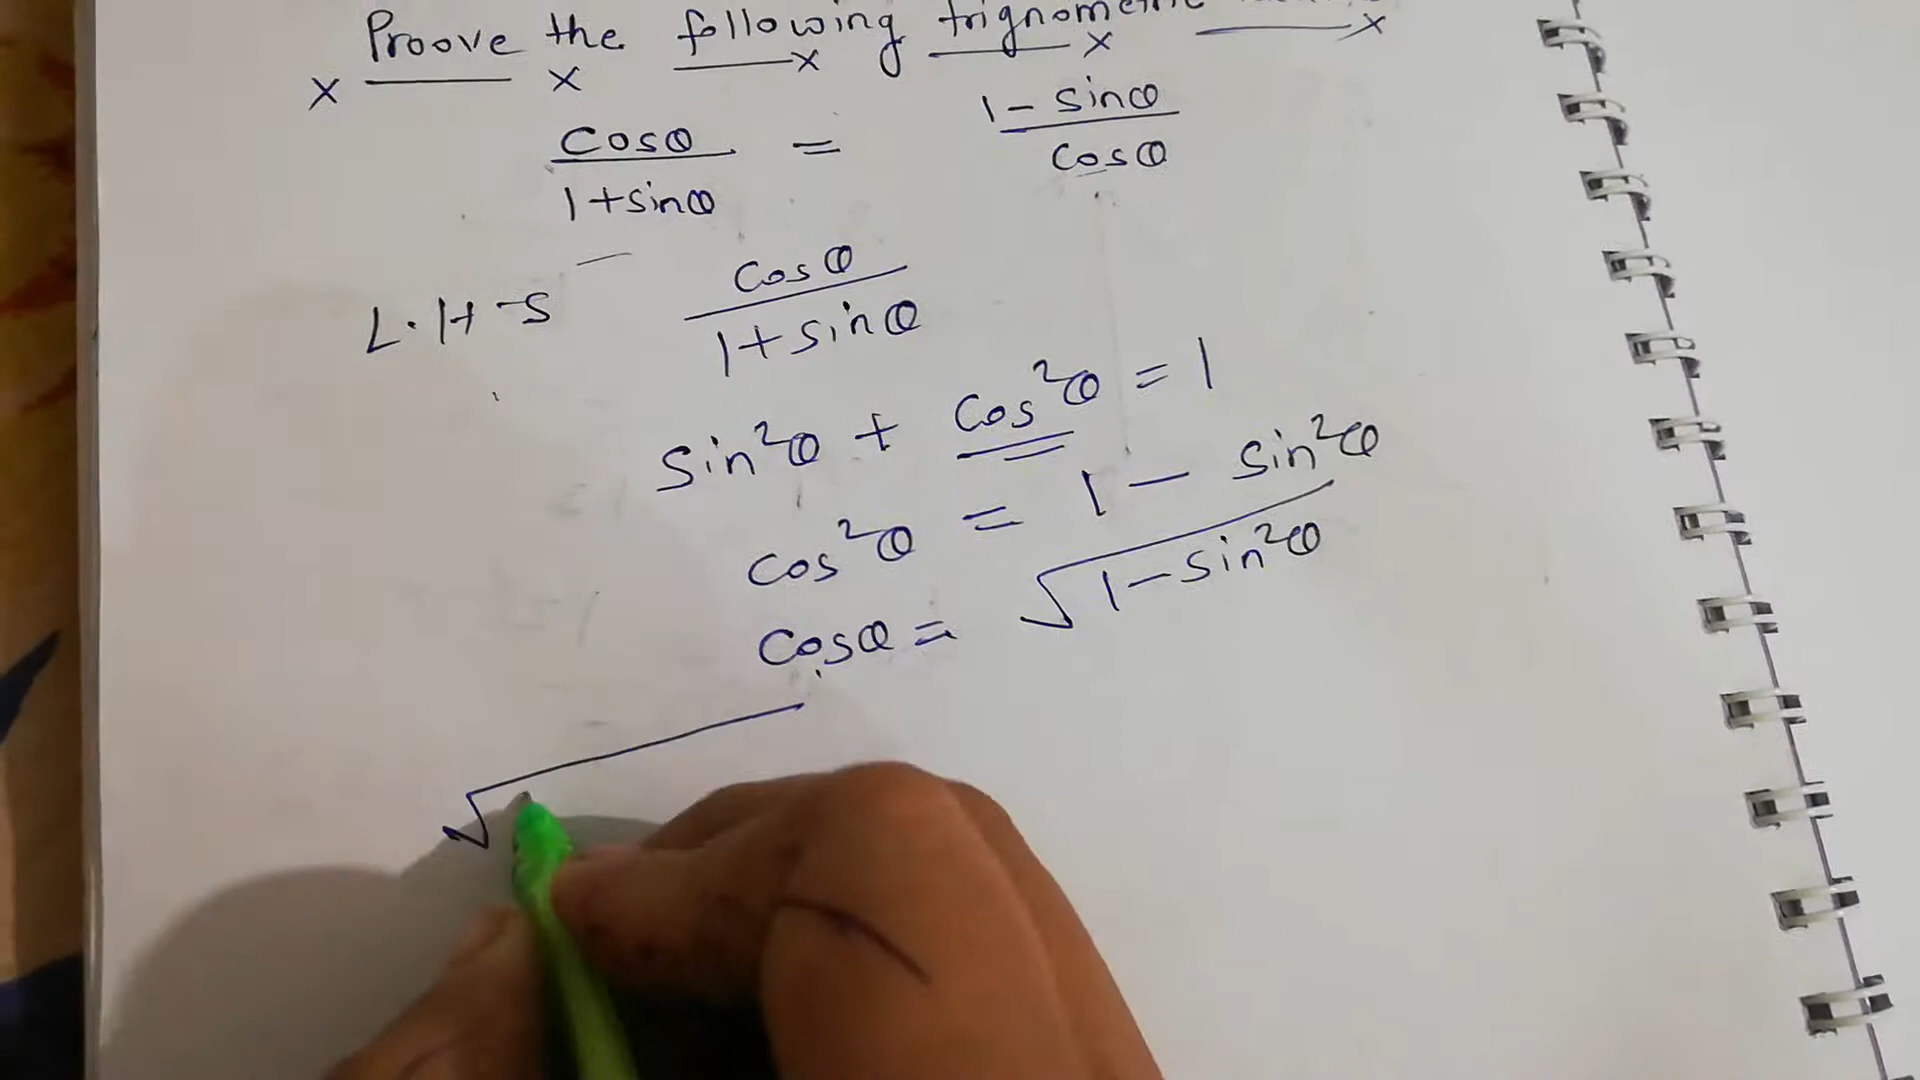 Proove the following trignometric
cosθ / 1+sinθ = 1-sinθ / cosθ
L.H-S cosθ / 1+sinθ
sin²θ + cos²θ = 1
cos²θ = 1 - sin²θ
cosθ = √1-sin²θ
√